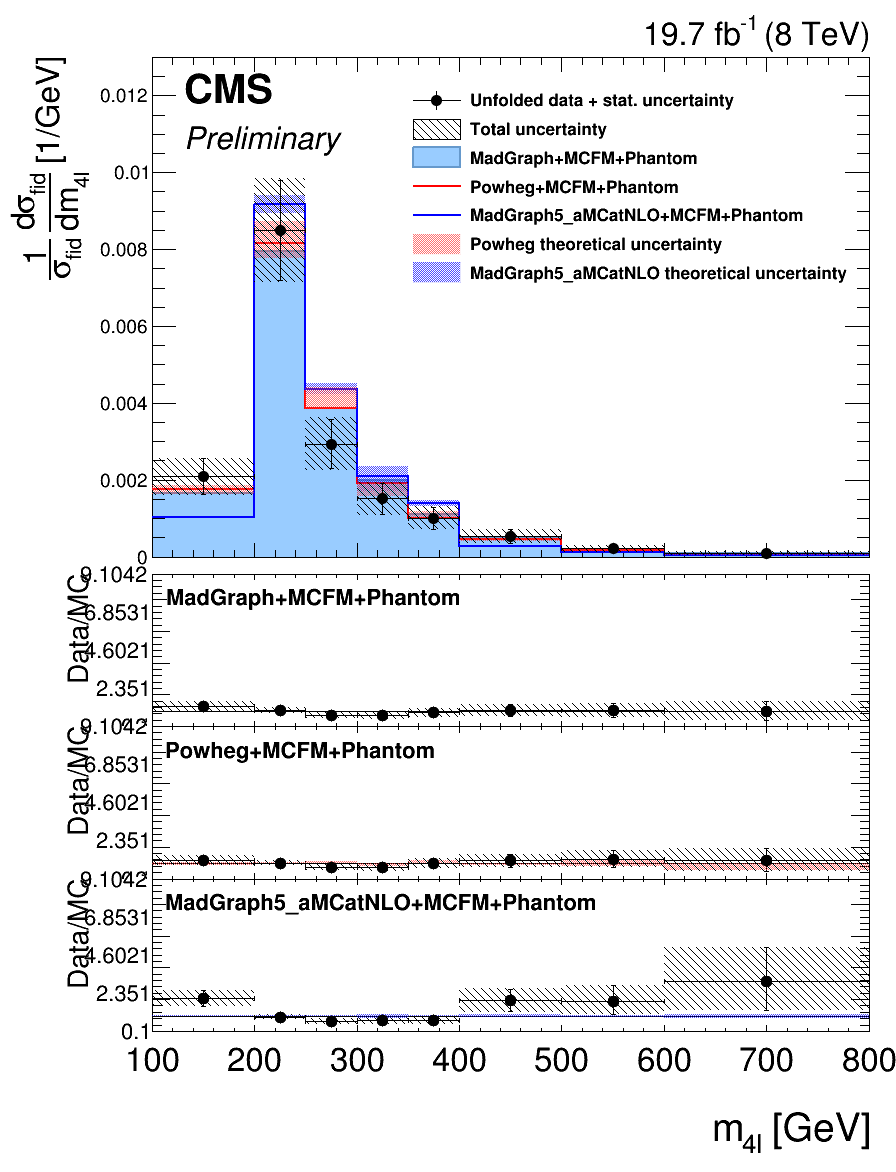 19.7 fb⁻¹ (8 TeV)
CMS
Preliminary
1/σfid dσfid/dm4l [1/GeV]
Unfolded data + stat. uncertainty
Total uncertainty
MadGraph+MCFM+Phantom
Powheg+MCFM+Phantom
MadGraph5_aMCatNLO+MCFM+Phantom
Powheg theoretical uncertainty
MadGraph5_aMCatNLO theoretical uncertainty
0.012
0.01
0.008
0.006
0.004
0.002
0
Data/MC
9.1042
6.8531
4.6021
2.351
MadGraph+MCFM+Phantom
Data/MC
9.1042
6.8531
4.6021
2.351
Powheg+MCFM+Phantom
Data/MC
9.1042
6.8531
4.6021
2.351
0.1
MadGraph5_aMCatNLO+MCFM+Phantom
100 200 300 400 500 600 700 800
m4l [GeV]